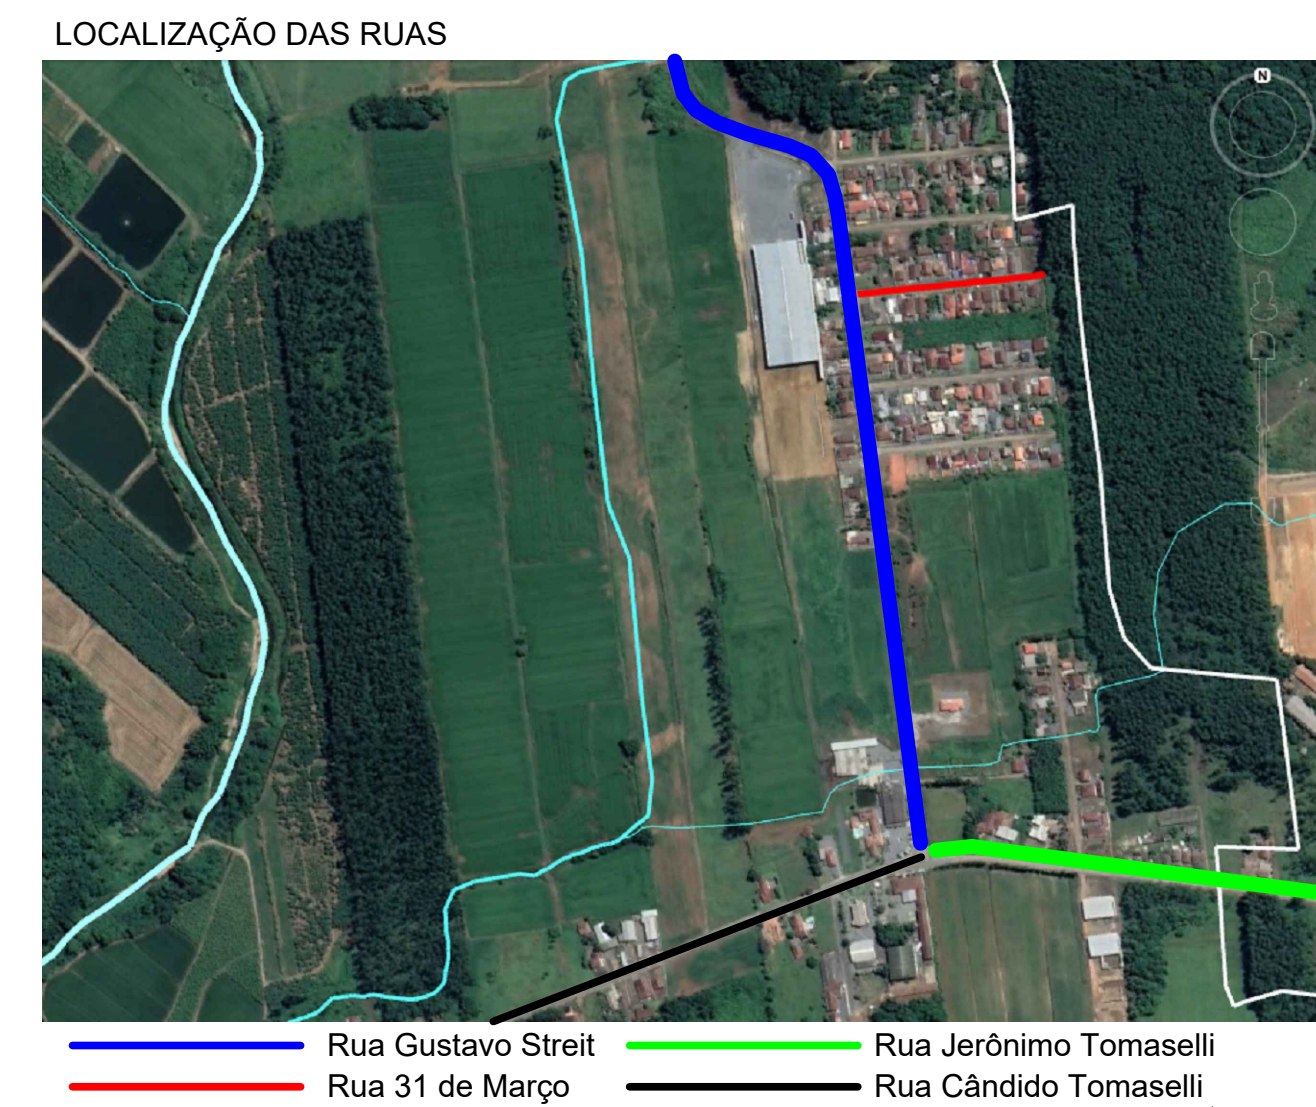 LOCALIZAÇÃO DAS RUAS
N
Rua Gustavo Streit
Rua Jerônimo Tomaselli
Rua 31 de Março
Rua Cândido Tomaselli